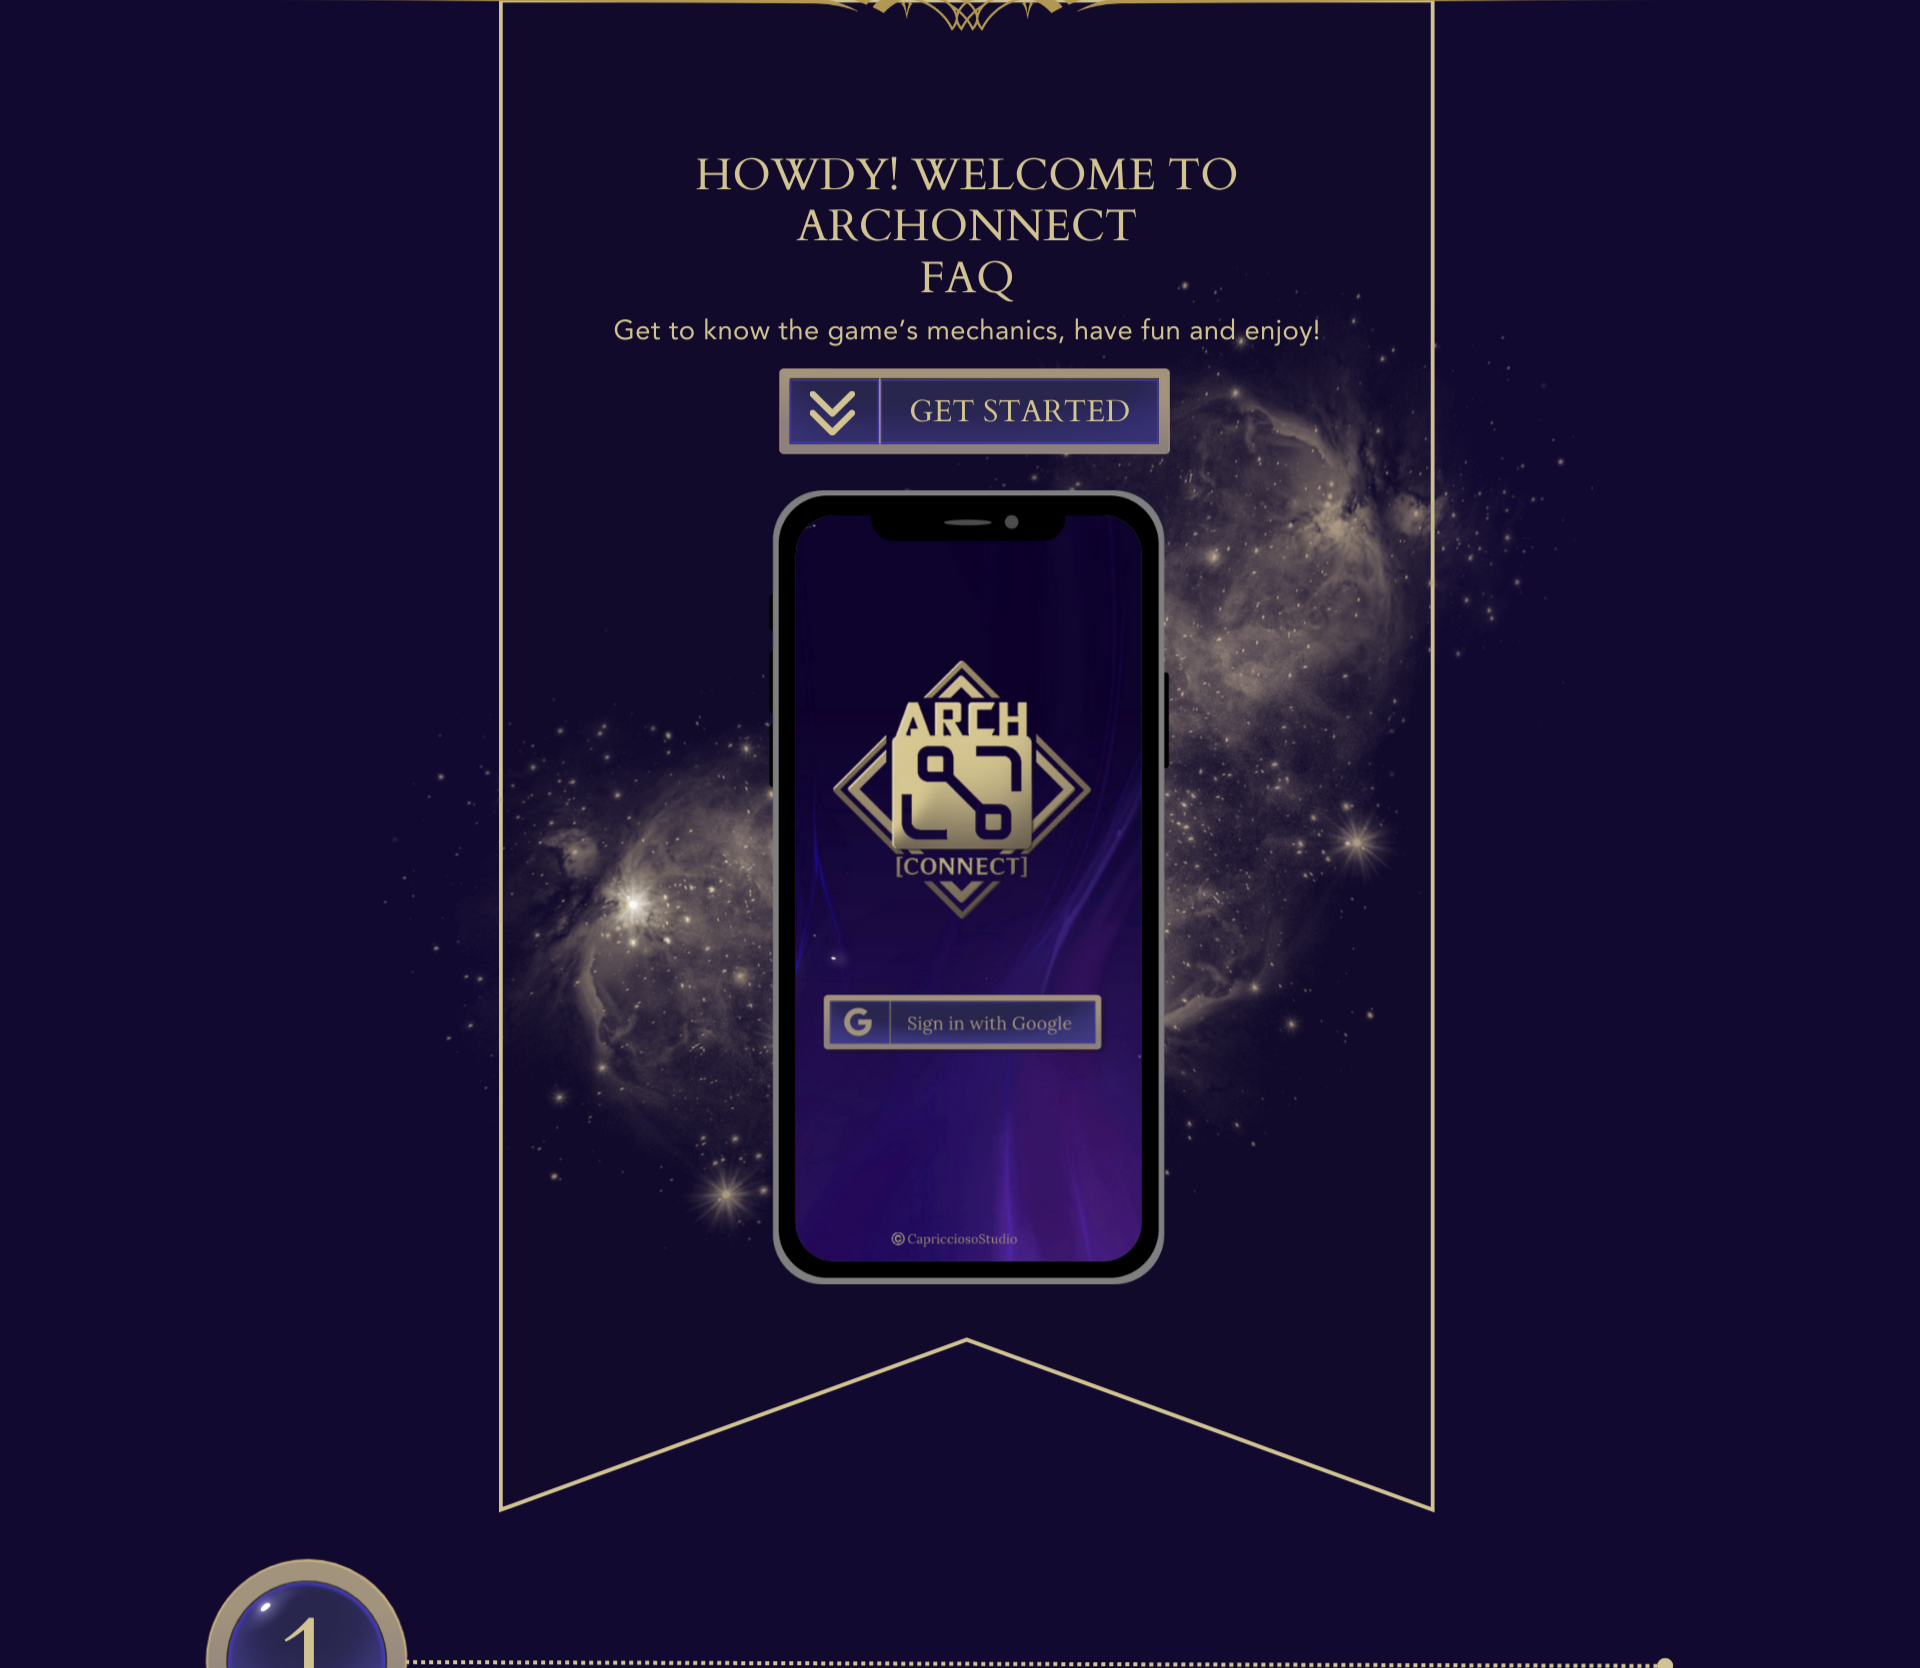 HOWDY! WELCOME TO
ARCHONNECT
FAQ
Get to know the game’s mechanics, have fun and enjoy!
GET STARTED
ARCH
[CONNECT]
G Sign in with Google
©CapricciosoStudio
1